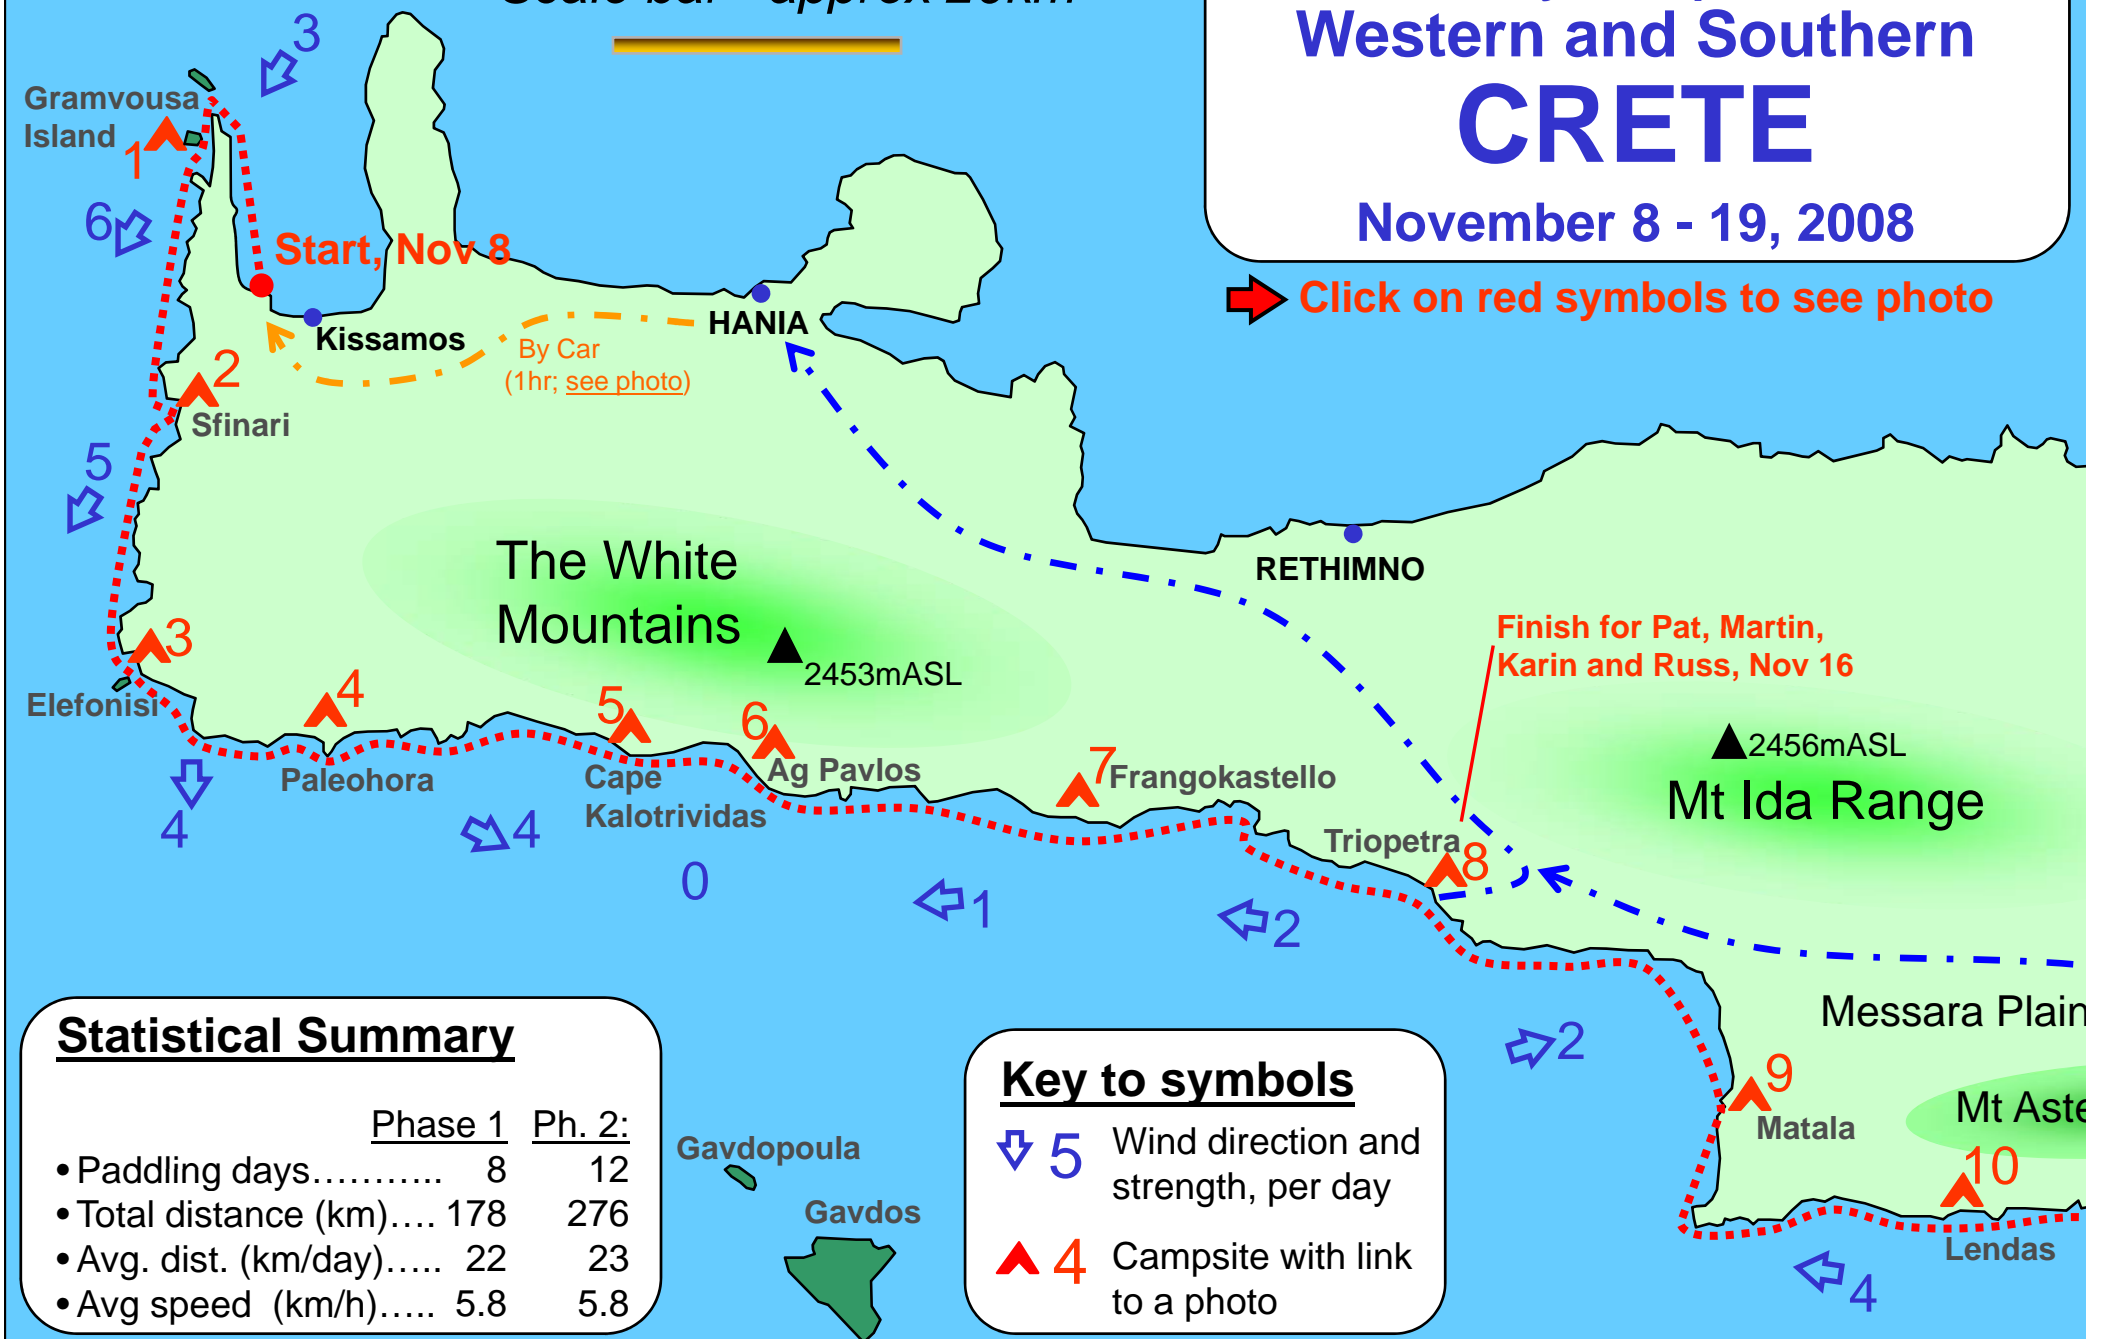 Western and Southern
CRETE
November 8 - 19, 2008
Click on red symbols to see photo
3
Gramvousa
Island
1
6
Start, Nov 8
Kissamos
HANIA
By Car
(1hr; see photo)
2
Sfinari
5
RETHIMNO
The White
Mountains
2453mASL
Finish for Pat, Martin,
Karin and Russ, Nov 16
3
Elefonisi
4
Paleohora
5
Cape
Kalotrividas
6
Ag Pavlos
7
Frangokastello
Triopetra
8
2456mASL
Mt Ida Range
4
4
0
1
2
2
Messara Plain
9
Matala
10
Lendas
4
Statistical Summary
Phase 1 Ph. 2:
• Paddling days……….. 8 12
• Total distance (km)…. 178 276
• Avg. dist. (km/day)….. 22 23
• Avg speed (km/h)….. 5.8 5.8
Gavdopoula
Gavdos
Key to symbols
5 Wind direction and
strength, per day
4 Campsite with link
to a photo